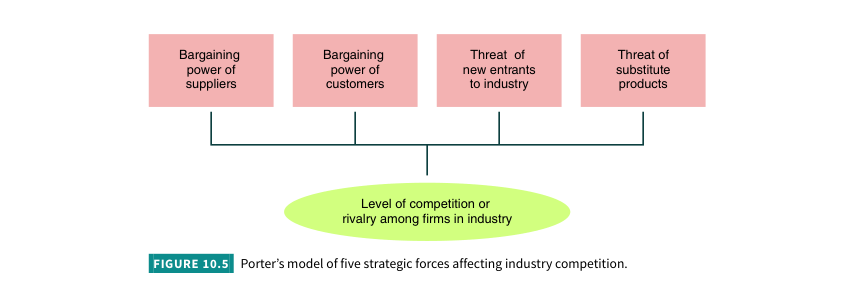 Bargaining
power of
suppliers
Bargaining
power of
customers
Threat of
new entrants
to industry
Threat of
substitute
products
Level of competition or
rivalry among firms in industry
FIGURE 10.5 Porter’s model of five strategic forces affecting industry competition.